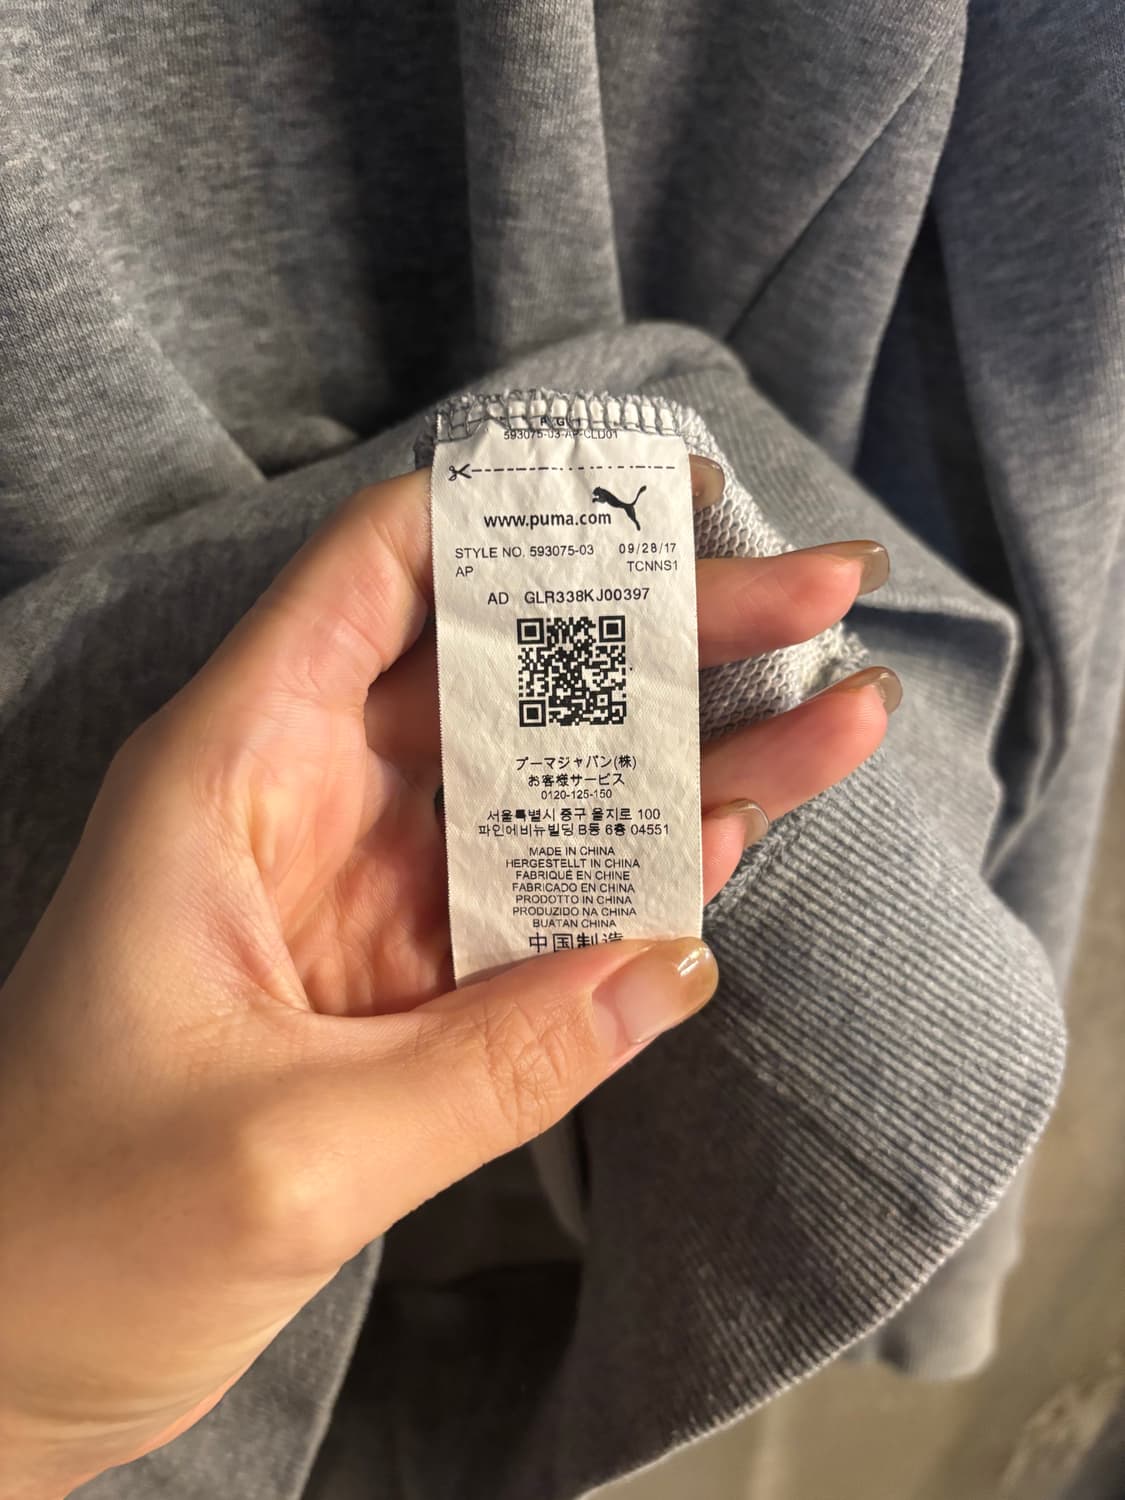 593075-03-AP-CLD01
www.puma.com
STYLE NO. 593075-03 09/28/17
AP TCNNS1
AD GLR338KJ00397
プーマジャパン(株)
お客様サービス
0120-125-150
서울특별시 중구 을지로 100
파인에비뉴빌딩 B동 6층 04551
MADE IN CHINA
HERGESTELLT IN CHINA
FABRIQUÉ EN CHINE
FABRICADO EN CHINA
PRODOTTO IN CHINA
PRODUZIDO NA CHINA
BUATAN CHINA
中国制造